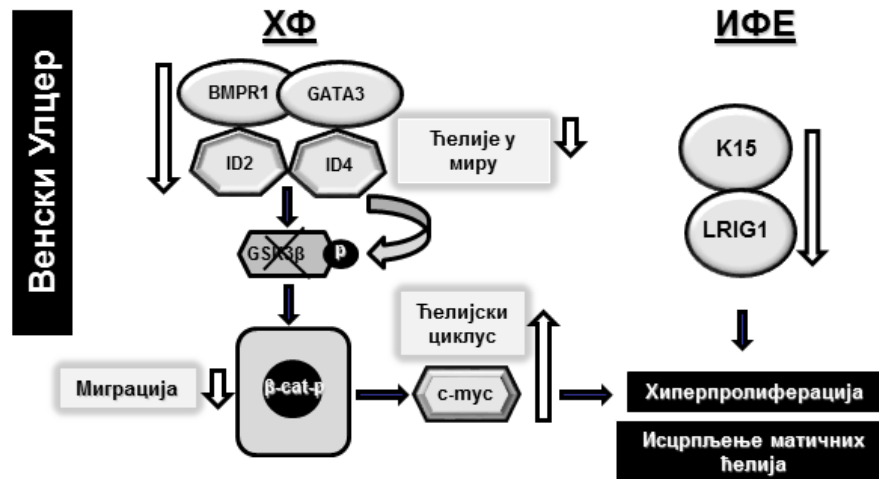 Венски Улцер
ХФ
ИФЕ
BMPR1
GATA3
ID2
ID4
Ћелије у
миру
K15
LRIG1
GSK3β
p
Ћелијски
циклус
Миграција
β-cat-p
c-myc
Хиперпролиферација
Исцрпљење матичних
ћелија